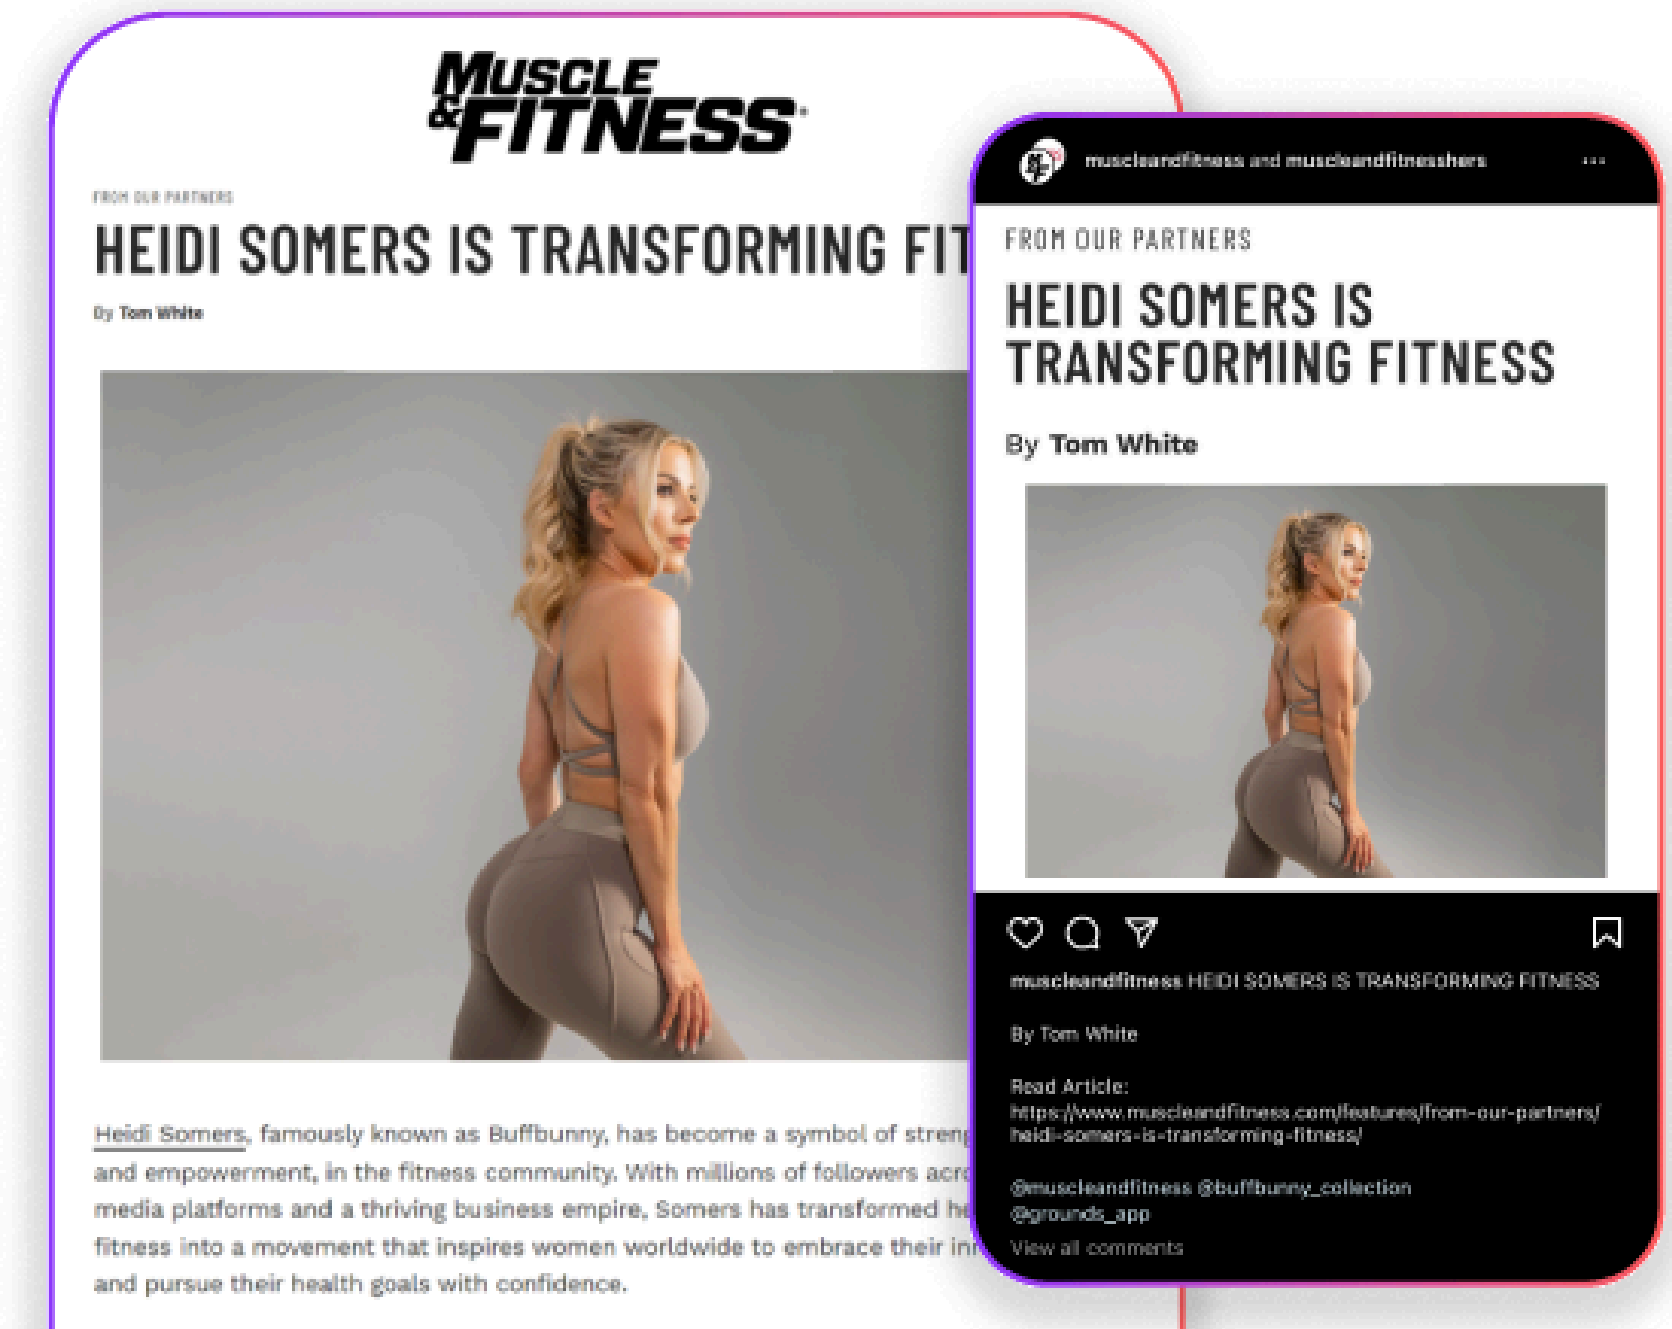 MUSCLE
&FITNESS
FROM OUR PARTNERS
HEIDI SOMERS IS TRANSFORMING FIT
By Tom White
Heidi Somers, famously known as Buffbunny, has become a symbol of streng
and empowerment, in the fitness community. With millions of followers acro
media platforms and a thriving business empire, Somers has transformed he
fitness into a movement that inspires women worldwide to embrace their inn
and pursue their health goals with confidence.
muscleandfitness and muscleandfitnesshers
FROM OUR PARTNERS
HEIDI SOMERS IS
TRANSFORMING FITNESS
By Tom White
muscleandfitness HEIDI SOMERS IS TRANSFORMING FITNESS
By Tom White
Read Article:
https://www.muscleandfitness.com/features/from-our-partners/
heidi-somers-is-transforming-fitness/
@muscleandfitness @buffbunny_collection
@grounds_app
View all comments